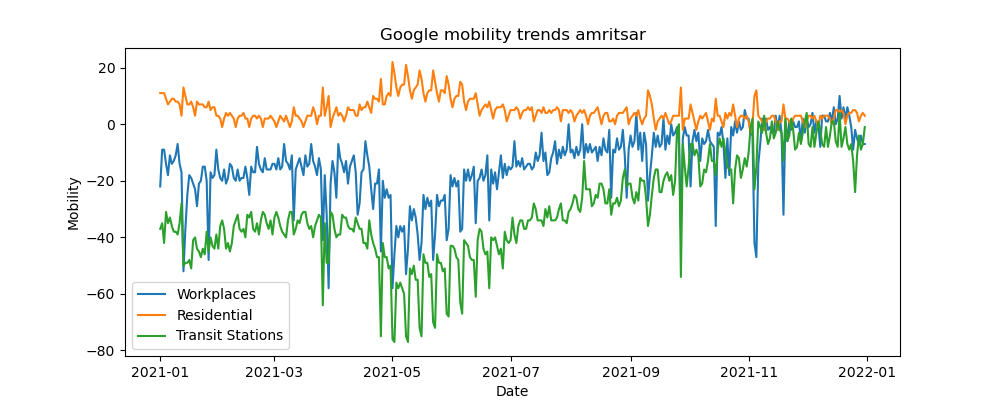 Google mobility trends amritsar
Mobility
20
0
−20
−40
−60
−80
Workplaces
Residential
Transit Stations
2021-01 2021-03 2021-05 2021-07 2021-09 2021-11 2022-01
Date